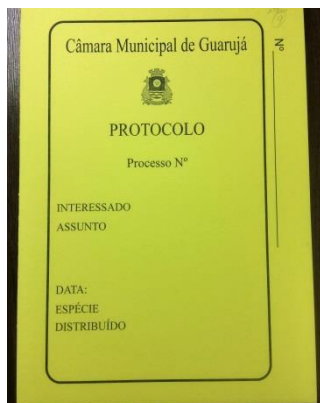 Câmara Municipal de Guarujá
PROTOCOLO
Processo Nº
INTERESSADO
ASSUNTO
DATA:
ESPÉCIE
DISTRIBUÍDO
Nº